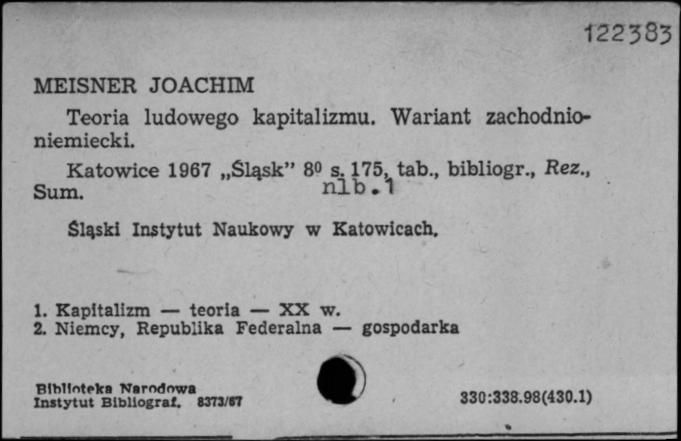 122383
MEISNER JOACHIM
Teoria ludowego kapitalizmu. Wariant zachodnio-
niemiecki.
Katowice 1967 „Śląsk” 8⁰ s. 175, tab., bibliogr., Rez.,
Sum. nlb.1
Śląski Instytut Naukowy w Katowicach.
1. Kapitalizm — teoria — XX w.
2. Niemcy, Republika Federalna — gospodarka
Biblioteka Narodowa
Instytut Bibliograf. 8373/67
330:338.98(430.1)